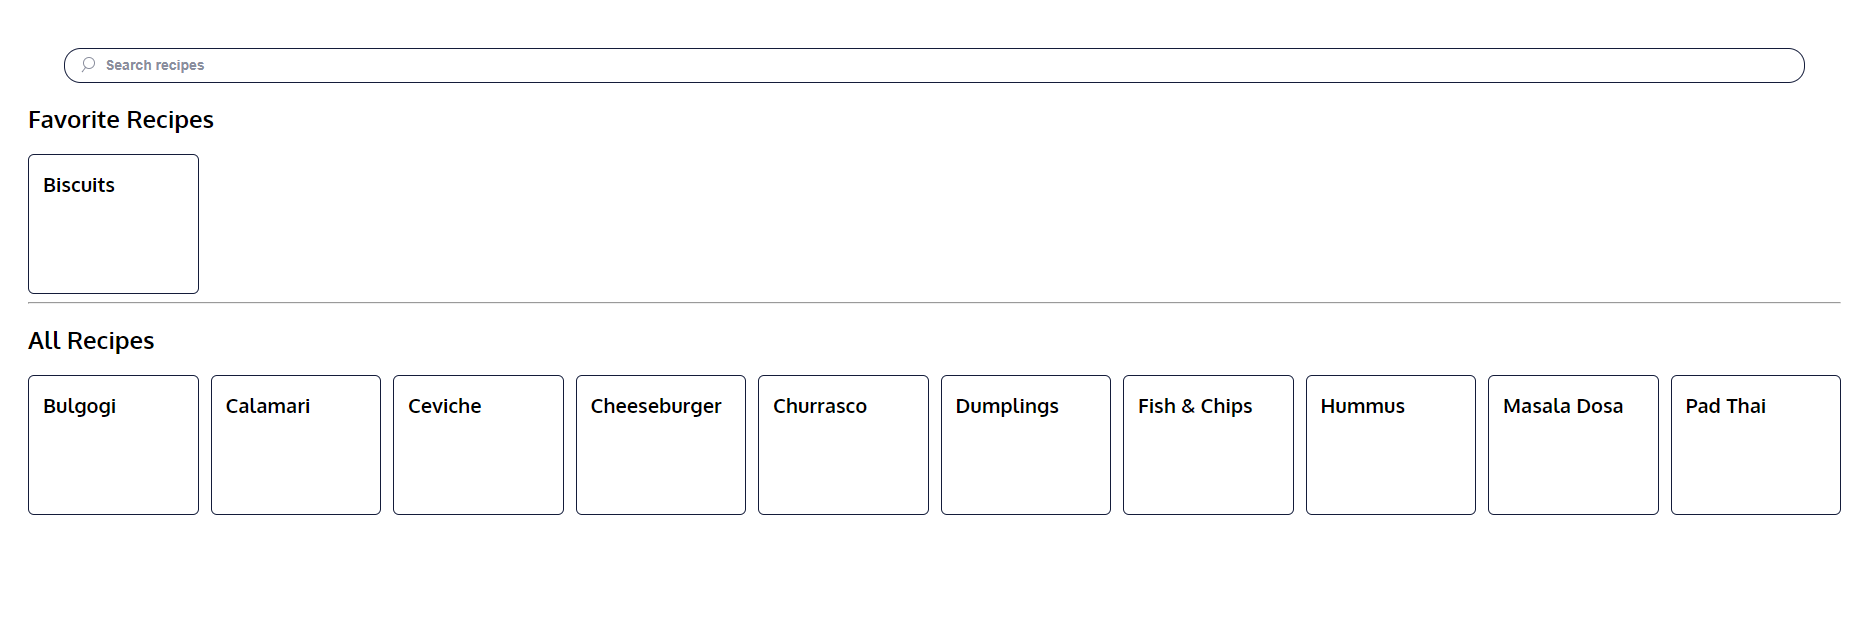 Search recipes
Favorite Recipes
Biscuits
All Recipes
Bulgogi
Calamari
Ceviche
Cheeseburger
Churrasco
Dumplings
Fish & Chips
Hummus
Masala Dosa
Pad Thai